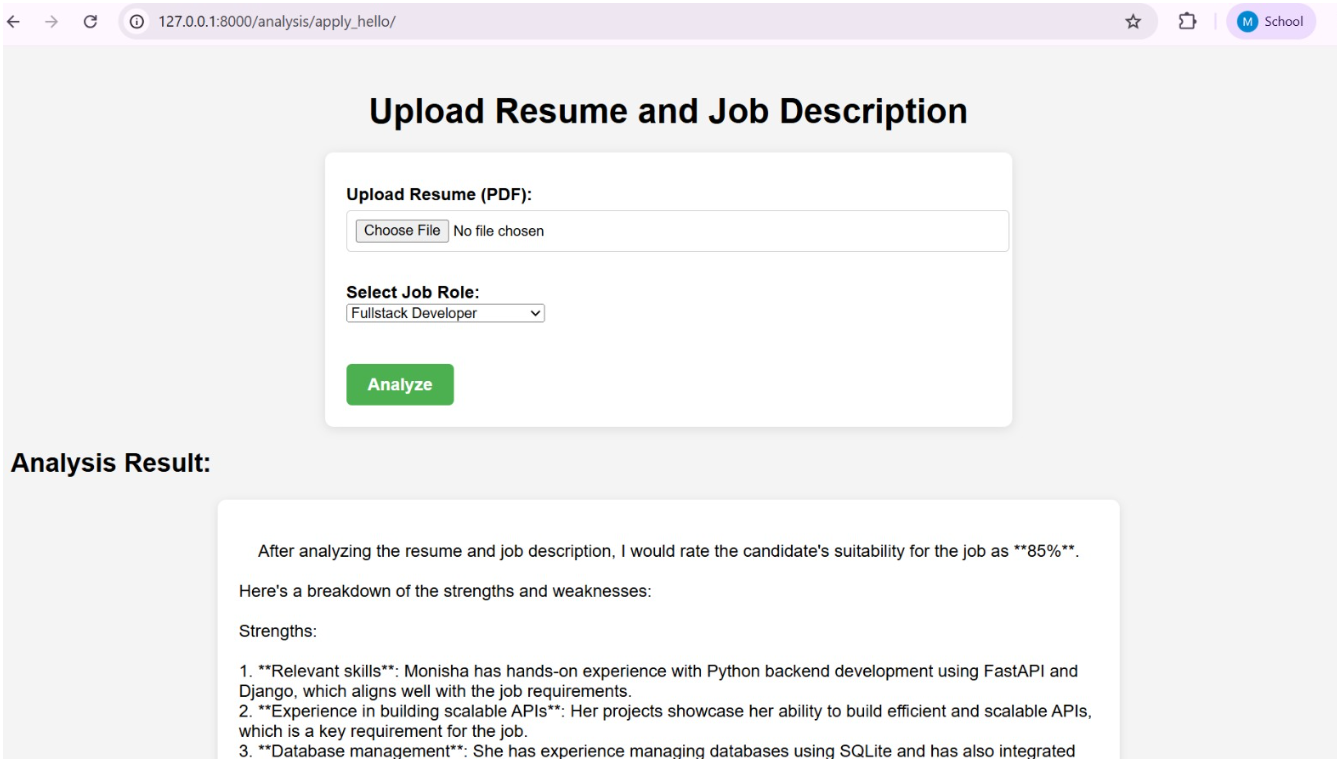 127.0.0.1:8000/analysis/apply_hello/
M School
Upload Resume and Job Description
Upload Resume (PDF):
Choose File No file chosen
Select Job Role:
Fullstack Developer
Analyze
Analysis Result:
After analyzing the resume and job description, I would rate the candidate's suitability for the job as **85%**.
Here's a breakdown of the strengths and weaknesses:
Strengths:
1. **Relevant skills**: Monisha has hands-on experience with Python backend development using FastAPI and
Django, which aligns well with the job requirements.
2. **Experience in building scalable APIs**: Her projects showcase her ability to build efficient and scalable APIs,
which is a key requirement for the job.
3. **Database management**: She has experience managing databases using SQLite and has also integrated